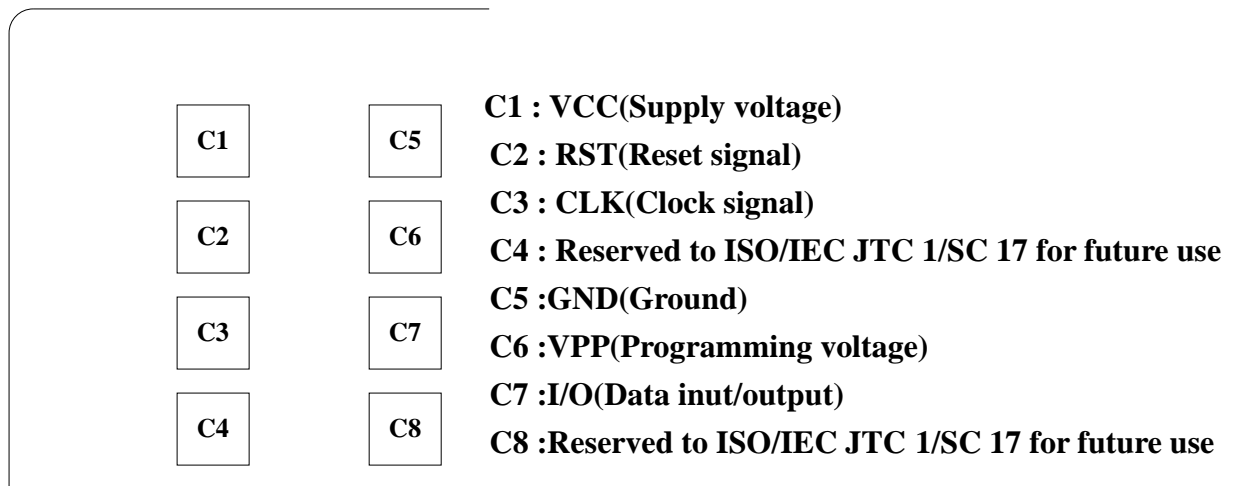 C1 C5 C1 : VCC(Supply voltage)
C2 : RST(Reset signal)
C2 C6 C3 : CLK(Clock signal)
C4 : Reserved to ISO/IEC JTC 1/SC 17 for future use
C5 :GND(Ground)
C3 C7 C6 :VPP(Programming voltage)
C7 :I/O(Data inut/output)
C4 C8 C8 :Reserved to ISO/IEC JTC 1/SC 17 for future use